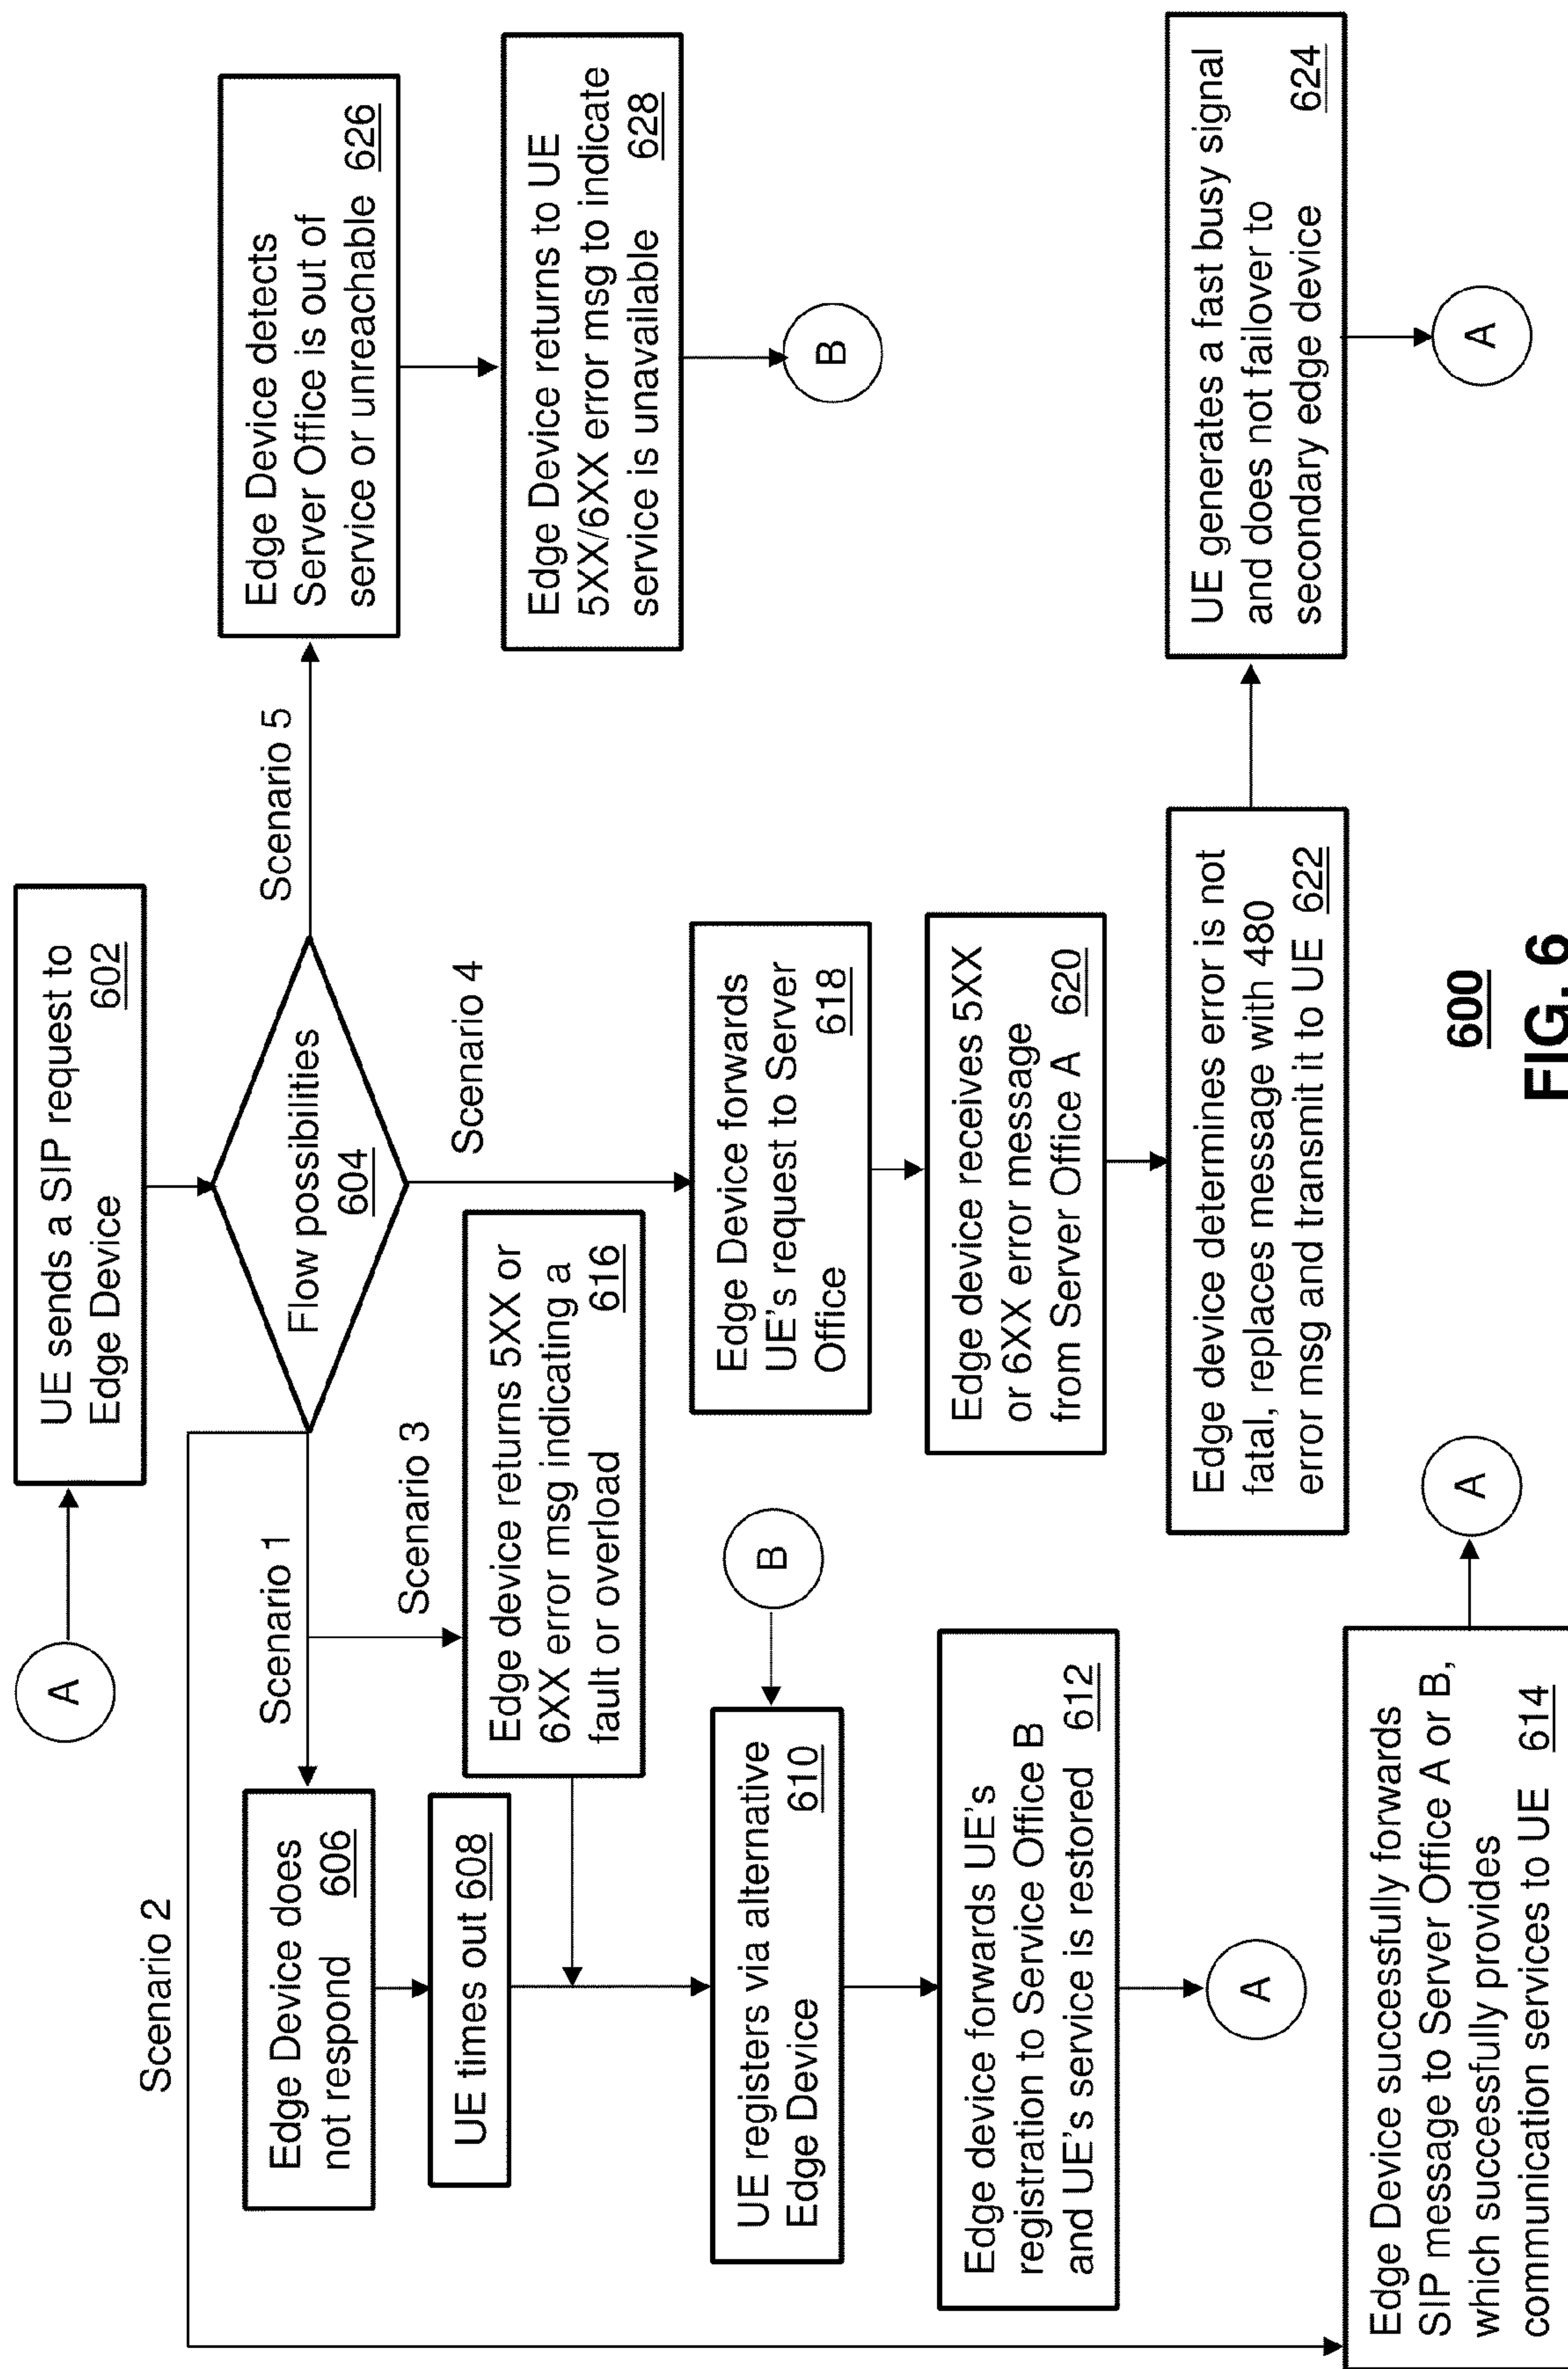 A
UE sends a SIP request to
Edge Device
602
Flow possibilities
604
Scenario 2
Scenario 1
Scenario 3
Scenario 4
Scenario 5
Edge Device does
not respond
606
UE times out 608
Edge device returns 5XX or
6XX error msg indicating a
fault or overload
616
UE registers via alternative
Edge Device
610
B
Edge device forwards UE's
registration to Service Office B
and UE's service is restored 612
A
Edge Device successfully forwards
SIP message to Server Office A or B,
which successfully provides
communication services to UE 614
A
Edge Device forwards
UE's request to Server
Office
618
Edge device receives 5XX
or 6XX error message
from Server Office A 620
Edge device determines error is not
fatal, replaces message with 480
error msg and transmit it to UE 622
UE generates a fast busy signal
and does not failover to
secondary edge device 624
A
Edge Device detects
Server Office is out of
service or unreachable 626
Edge Device returns to UE
5XX/6XX error msg to indicate
service is unavailable 628
B
600
FIG. 6